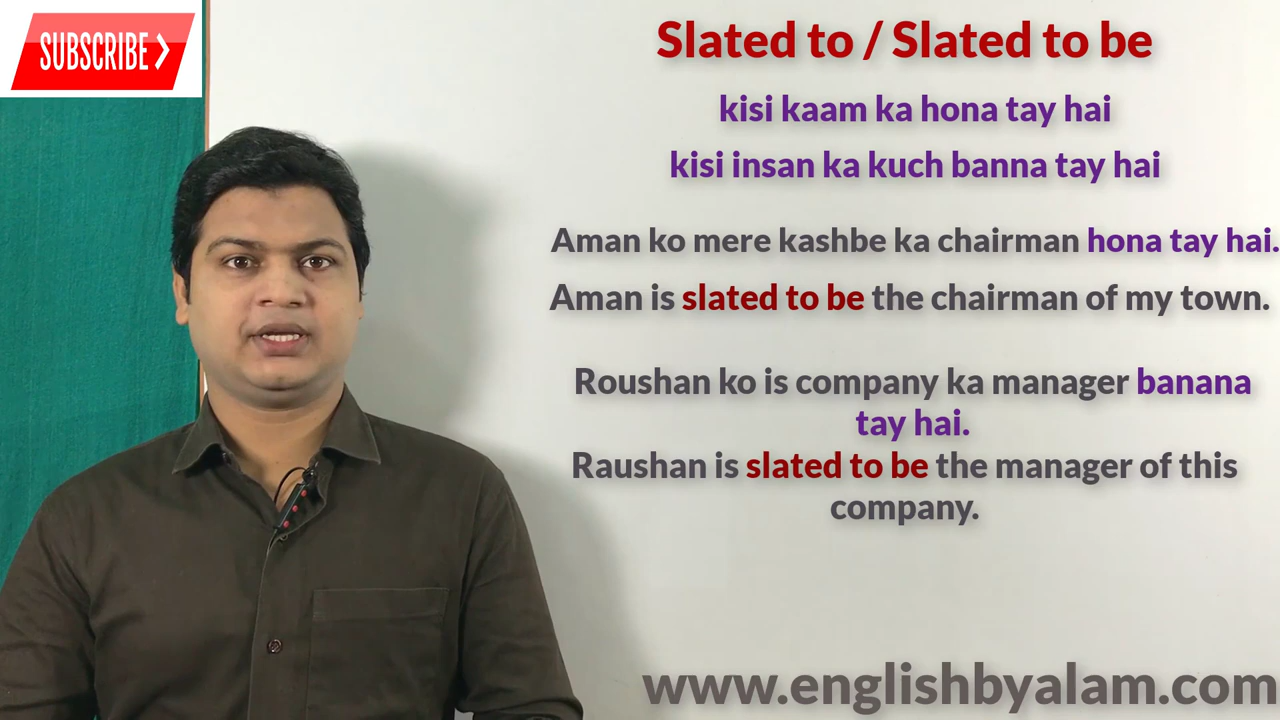 SUBSCRIBE
Slated to / Slated to be
kisi kaam ka hona tay hai
kisi insan ka kuch banna tay hai
Aman ko mere kashbe ka chairman hona tay hai.
Aman is slated to be the chairman of my town.
Roushan ko is company ka manager banana
tay hai.
Raushan is slated to be the manager of this
company.
www.englishbyalam.com